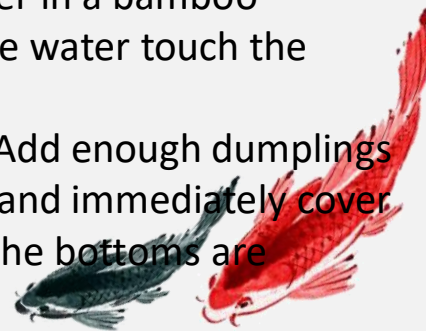 er in a bamboo
e water touch the
Add enough dumplings
and immediately cover
he bottoms are